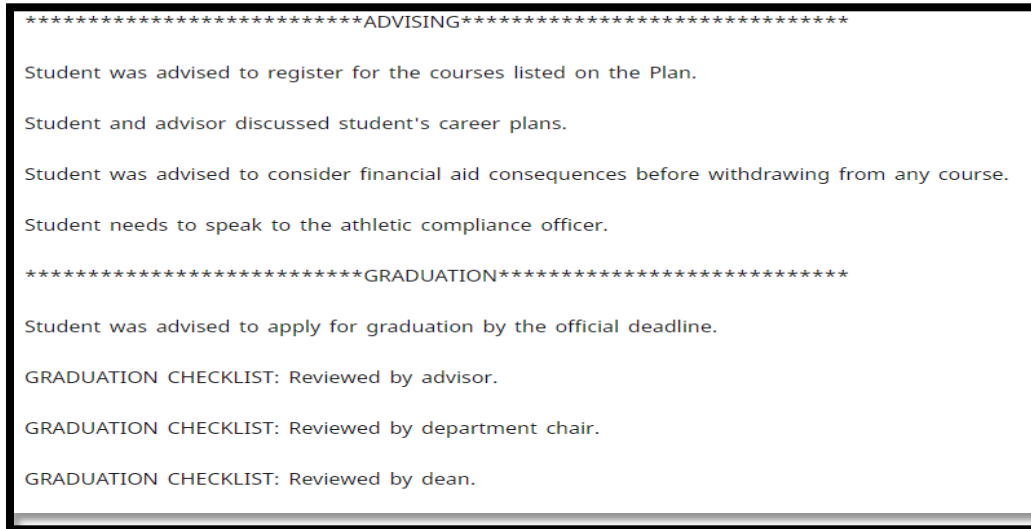 ***************************ADVISING*******************************
Student was advised to register for the courses listed on the Plan.
Student and advisor discussed student's career plans.
Student was advised to consider financial aid consequences before withdrawing from any course.
Student needs to speak to the athletic compliance officer.
***************************GRADUATION****************************
Student was advised to apply for graduation by the official deadline.
GRADUATION CHECKLIST: Reviewed by advisor.
GRADUATION CHECKLIST: Reviewed by department chair.
GRADUATION CHECKLIST: Reviewed by dean.